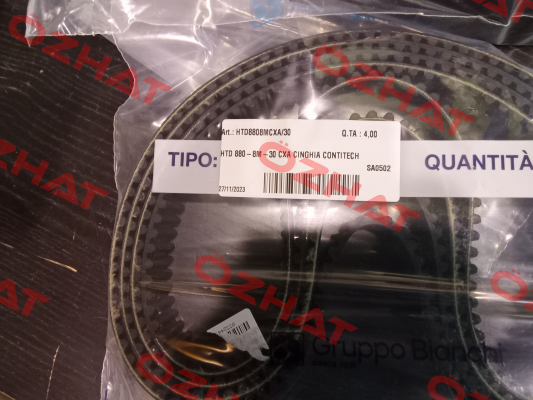 OZHAT
OZHAT
Art.: HTD8808MCXA/30 Q.TA : 4,00
HTD 880 - 8M - 30 CXA CINGHIA CONTITECH
SA0502
TIPO: QUANTITÀ
27/11/2023
OZHAT
OZHAT
OZHAT
OZHAT
Gruppo Bianchi
OZHAT
OZHAT